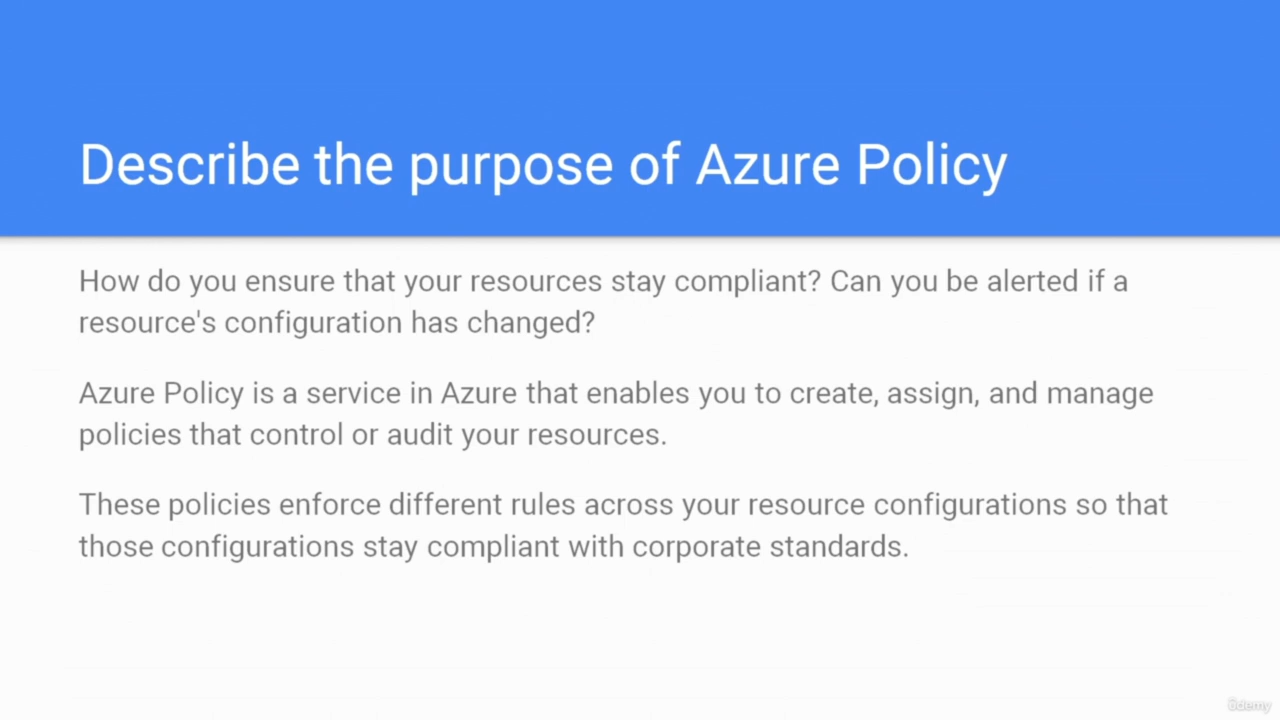 Describe the purpose of Azure Policy
How do you ensure that your resources stay compliant? Can you be alerted if a
resource's configuration has changed?
Azure Policy is a service in Azure that enables you to create, assign, and manage
policies that control or audit your resources.
These policies enforce different rules across your resource configurations so that
those configurations stay compliant with corporate standards.
ûdemy